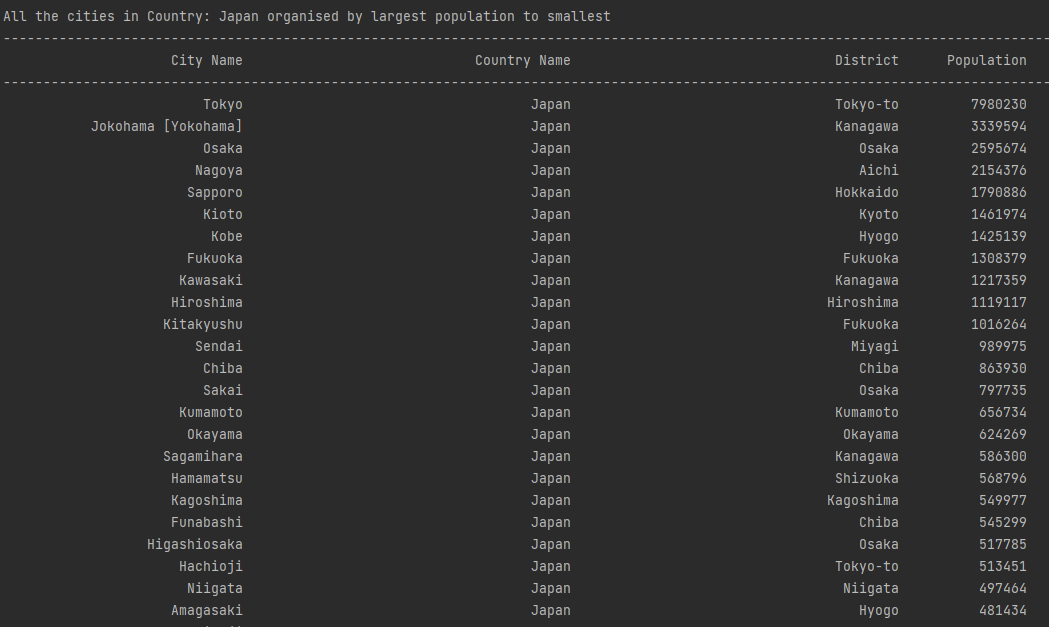 All the cities in Country: Japan organised by largest population to smallest
-----------------------------------------------------------------------------------------------------------------------------------
City Name Country Name District Population
-----------------------------------------------------------------------------------------------------------------------------------
Tokyo Japan Tokyo-to 7980230
Jokohama [Yokohama] Japan Kanagawa 3339594
Osaka Japan Osaka 2595674
Nagoya Japan Aichi 2154376
Sapporo Japan Hokkaido 1790886
Kioto Japan Kyoto 1461974
Kobe Japan Hyogo 1425139
Fukuoka Japan Fukuoka 1308379
Kawasaki Japan Kanagawa 1217359
Hiroshima Japan Hiroshima 1119117
Kitakyushu Japan Fukuoka 1016264
Sendai Japan Miyagi 989975
Chiba Japan Chiba 863930
Sakai Japan Osaka 797735
Kumamoto Japan Kumamoto 656734
Okayama Japan Okayama 624269
Sagamihara Japan Kanagawa 586300
Hamamatsu Japan Shizuoka 568796
Kagoshima Japan Kagoshima 549977
Funabashi Japan Chiba 545299
Higashiosaka Japan Osaka 517785
Hachioji Japan Tokyo-to 513451
Niigata Japan Niigata 497464
Amagasaki Japan Hyogo 481434